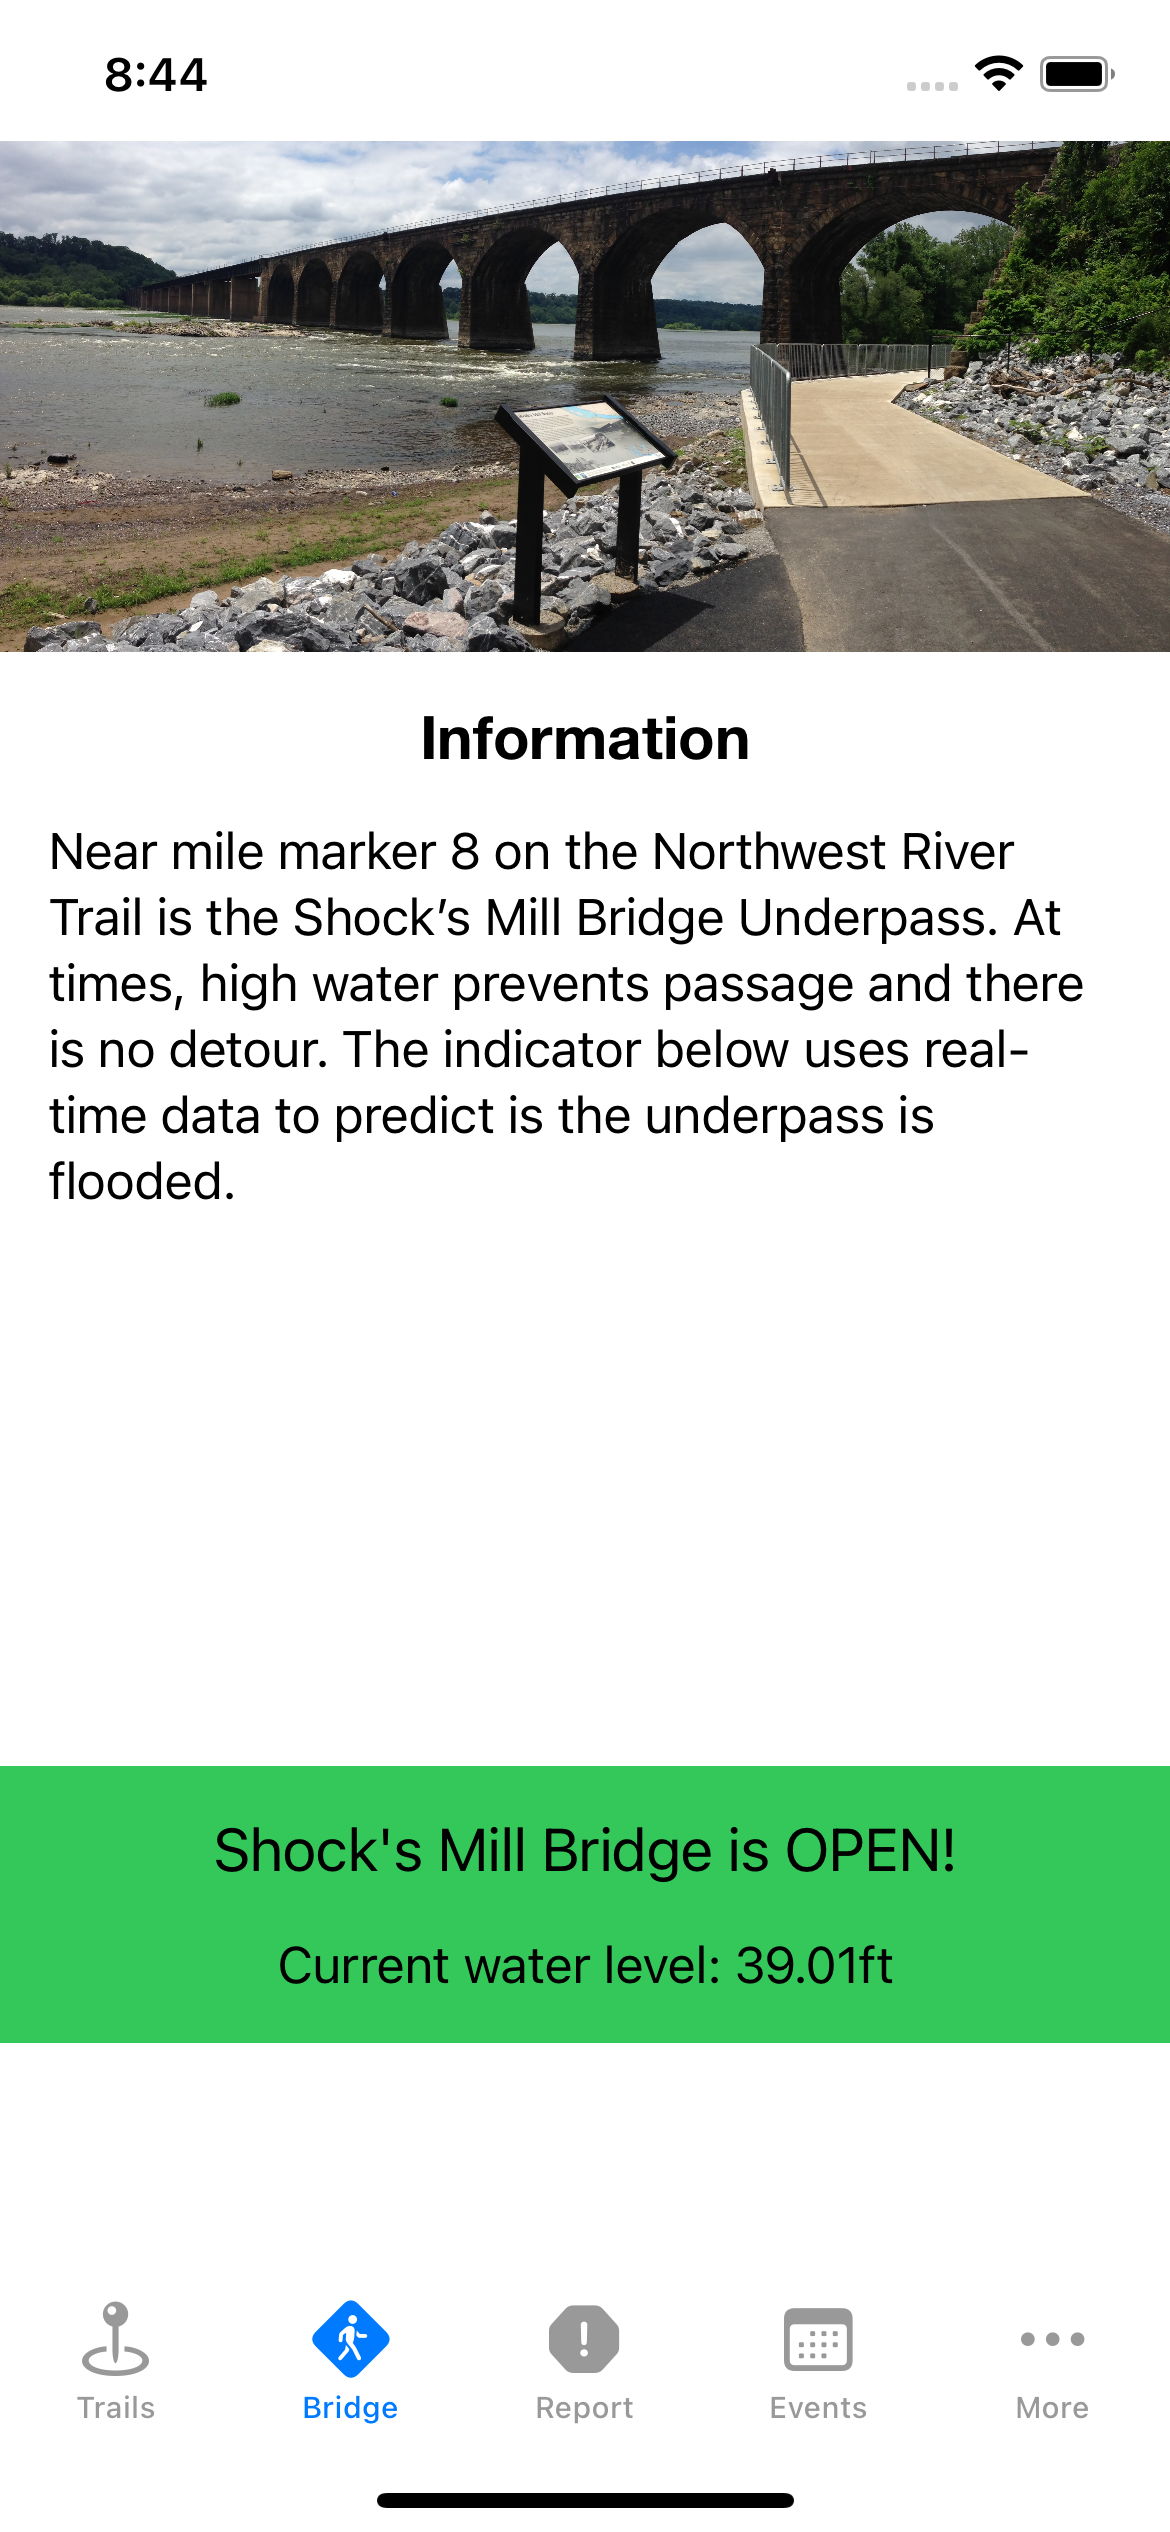 8:44
Information
Near mile marker 8 on the Northwest River
Trail is the Shock’s Mill Bridge Underpass. At
times, high water prevents passage and there
is no detour. The indicator below uses real-
time data to predict is the underpass is
flooded.
Shock's Mill Bridge is OPEN!
Current water level: 39.01ft
Trails
Bridge
Report
Events
More